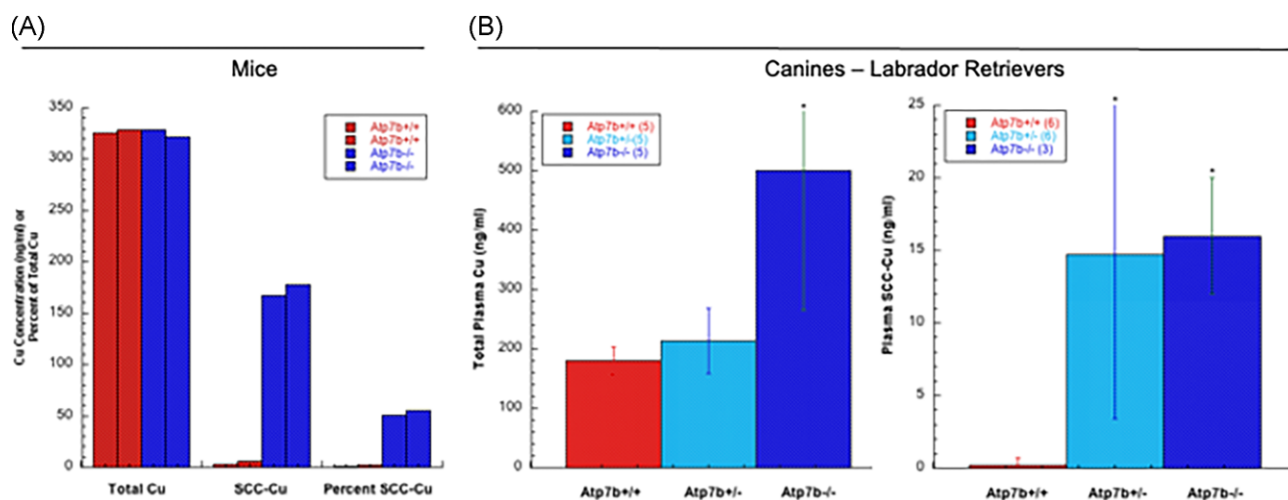 (A)
Mice
350
300
250
200
150
100
50
0
Cu Concentration (ng/ml) or
Percent of Total Cu
Atp7b+/+
Atp7b+/+
Atp7b-/-
Atp7b-/-
Total Cu SCC-Cu Percent SCC-Cu
(B)
Canines – Labrador Retrievers
600
500
400
300
200
100
0
Total Plasma Cu (ng/ml)
Atp7b+/+ (5)
Atp7b+/-(5)
Atp7b-/- (5)
*
Atp7b+/+ Atp7b+/- Atp7b-/-
25
20
15
10
5
0
Plasma SCC-Cu (ng/ml)
Atp7b+/+ (6)
Atp7b+/- (6)
Atp7b-/- (3)
* *
Atp7b+/+ Atp7b+/- Atp7b-/-